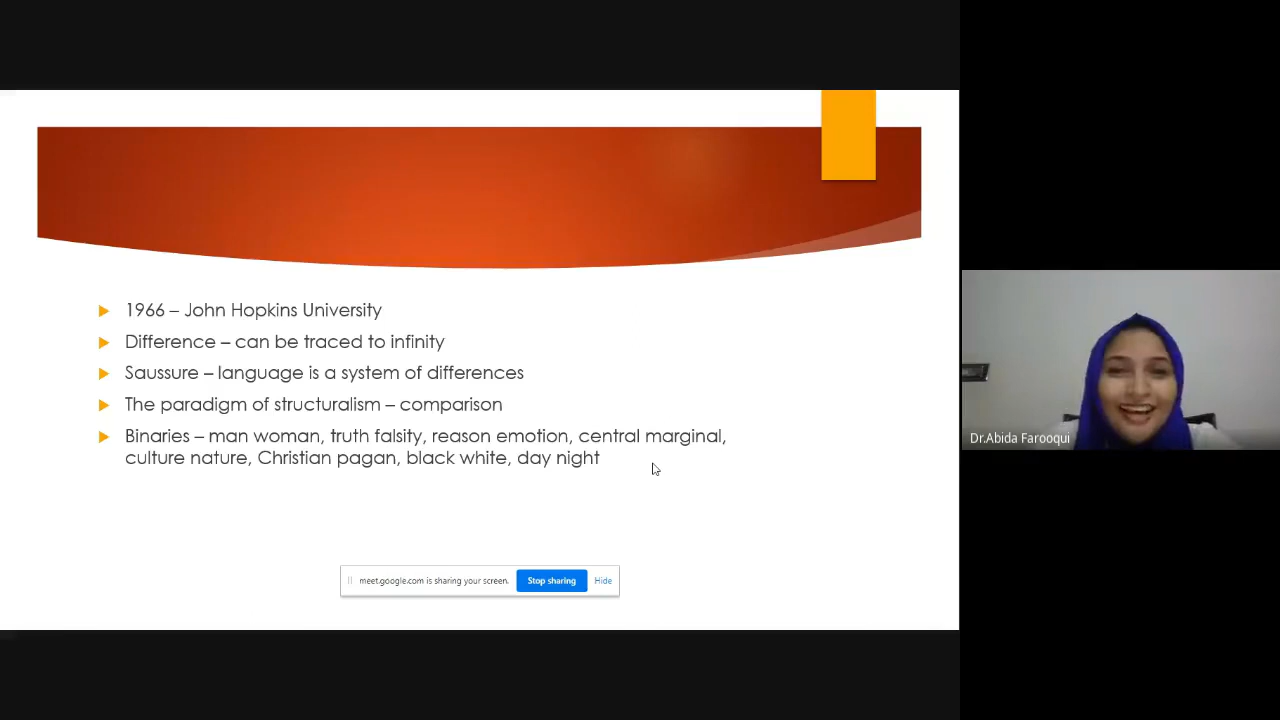 1966 – John Hopkins University
Difference – can be traced to infinity
Saussure – language is a system of differences
The paradigm of structuralism – comparison
Binaries – man woman, truth falsity, reason emotion, central marginal,
culture nature, Christian pagan, black white, day night
meet.google.com is sharing your screen. Stop sharing Hide
Dr.Abida Farooqui